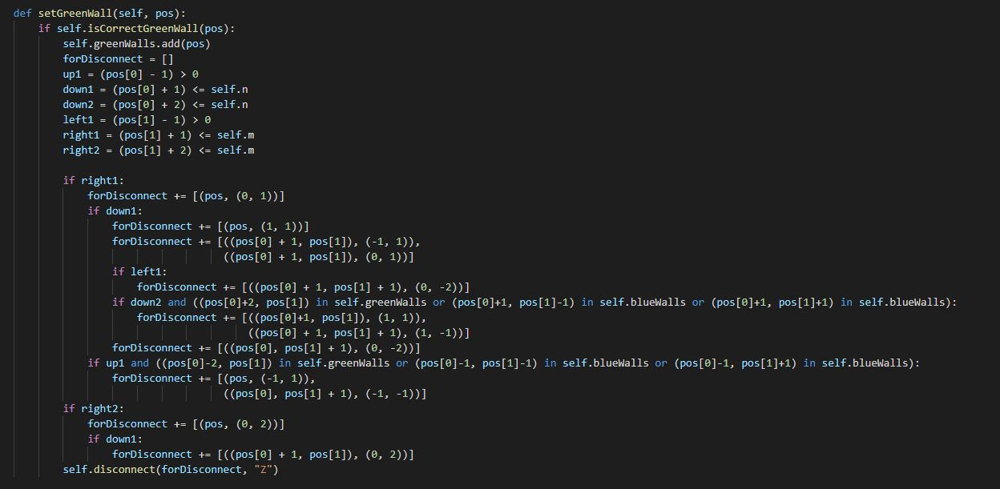 def setGreenWall(self, pos):
    if self.isCorrectGreenWall(pos):
        self.greenWalls.add(pos)
        forDisconnect = []
        up1 = (pos[0] - 1) > 0
        down1 = (pos[0] + 1) <= self.n
        down2 = (pos[0] + 2) <= self.n
        left1 = (pos[1] - 1) > 0
        right1 = (pos[1] + 1) <= self.m
        right2 = (pos[1] + 2) <= self.m

        if right1:
            forDisconnect += [(pos, (0, 1))]
            if down1:
                forDisconnect += [(pos, (1, 1))]
                forDisconnect += [((pos[0] + 1, pos[1]), (-1, 1)),
                                  ((pos[0] + 1, pos[1]), (0, 1))]
                if left1:
                    forDisconnect += [((pos[0] + 1, pos[1] + 1), (0, -2))]
                if down2 and ((pos[0]+2, pos[1]) in self.greenWalls or (pos[0]+1, pos[1]-1) in self.blueWalls or (pos[0]+1, pos[1]+1) in self.blueWalls):
                    forDisconnect += [((pos[0]+1, pos[1]), (1, 1)),
                                      ((pos[0] + 1, pos[1] + 1), (1, -1))]
                forDisconnect += [((pos[0], pos[1] + 1), (0, -2))]
            if up1 and ((pos[0]-2, pos[1]) in self.greenWalls or (pos[0]-1, pos[1]-1) in self.blueWalls or (pos[0]-1, pos[1]+1) in self.blueWalls):
                forDisconnect += [(pos, (-1, 1)),
                                  ((pos[0], pos[1] + 1), (-1, -1))]
        if right2:
            forDisconnect += [(pos, (0, 2))]
            if down1:
                forDisconnect += [((pos[0] + 1, pos[1]), (0, 2))]
        self.disconnect(forDisconnect, "Z")